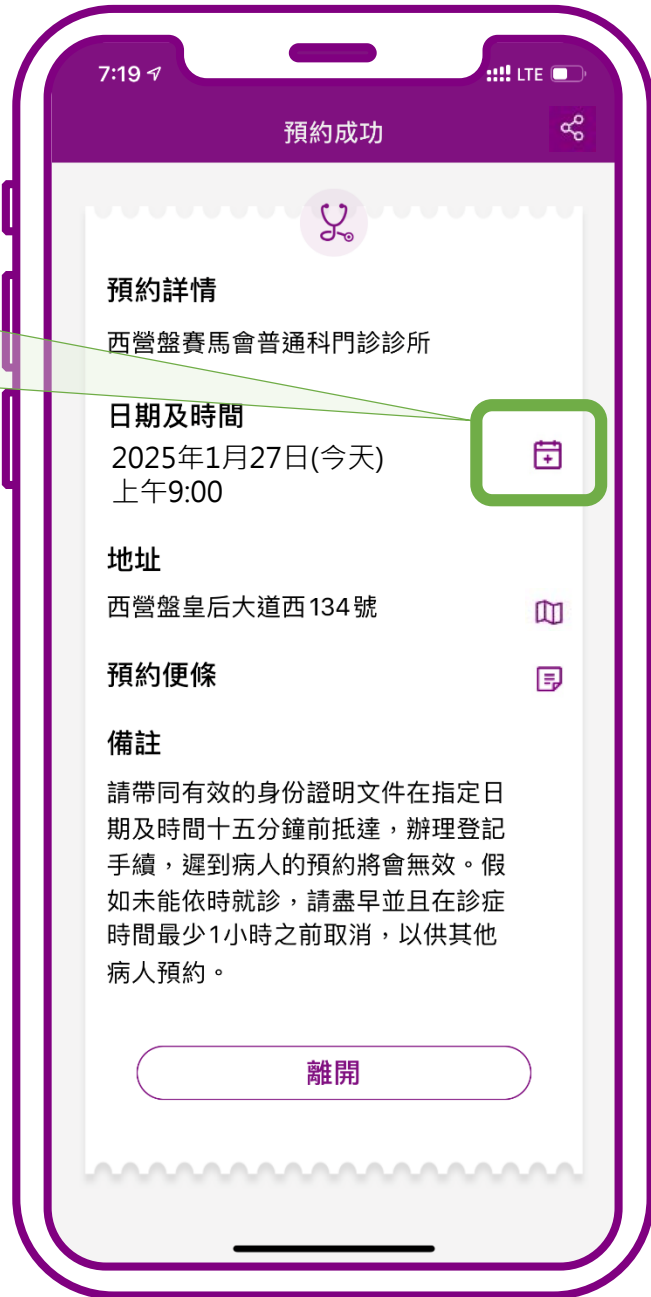 7:19 LTE
預約成功
預約詳情
西營盤賽馬會普通科門診診所
日期及時間
2025年1月27日(今天)
上午9:00
地址
西營盤皇后大道西134號
預約便條
備註
請帶同有效的身份證明文件在指定日
期及時間十五分鐘前抵達，辦理登記
手續，遲到病人的預約將會無效。假
如未能依時就診，請盡早並且在診症
時間最少1小時之前取消，以供其他
病人預約。
離開